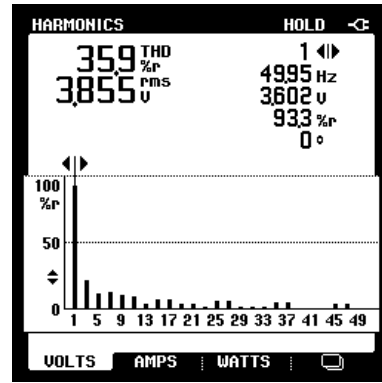 HARMONICS HOLD
35.9 THD %r
3.855 rms V
1
49.95 Hz
3.602 V
93.3 %r
0 °
100
%r
50
0
1 5 9 13 17 21 25 29 33 37 41 45 49
VOLTS AMPS WATTS